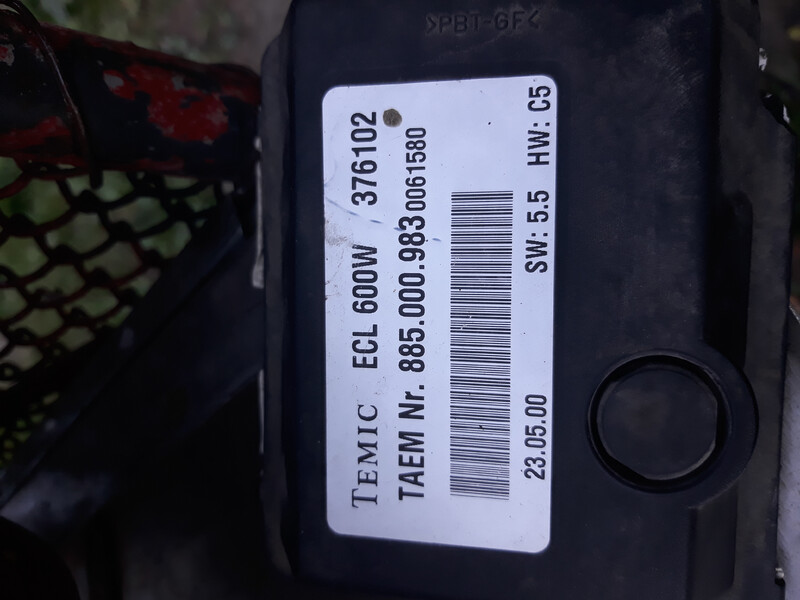 >PBT-GF<
TEMIC ECL 600W 376102
TAEM Nr. 885.000.983 0061580
23.05.00 SW: 5.5 HW: C5